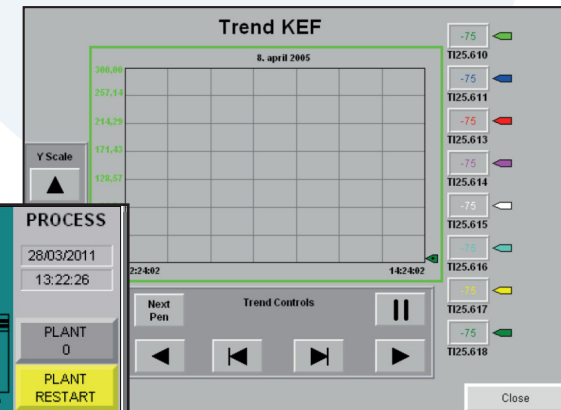 Trend KEF
8. april 2005
300,00
257,14
214,29
171,43
128,57
2:24:02
14:24:02
Y Scale
Next
Pen
Trend Controls
-75
TI25.610
-75
TI25.611
-75
TI25.613
-75
TI25.614
-75
TI25.615
-75
TI25.616
-75
TI25.617
-75
TI25.618
Close
PROCESS
28/03/2011
13:22:26
PLANT
0
PLANT
RESTART